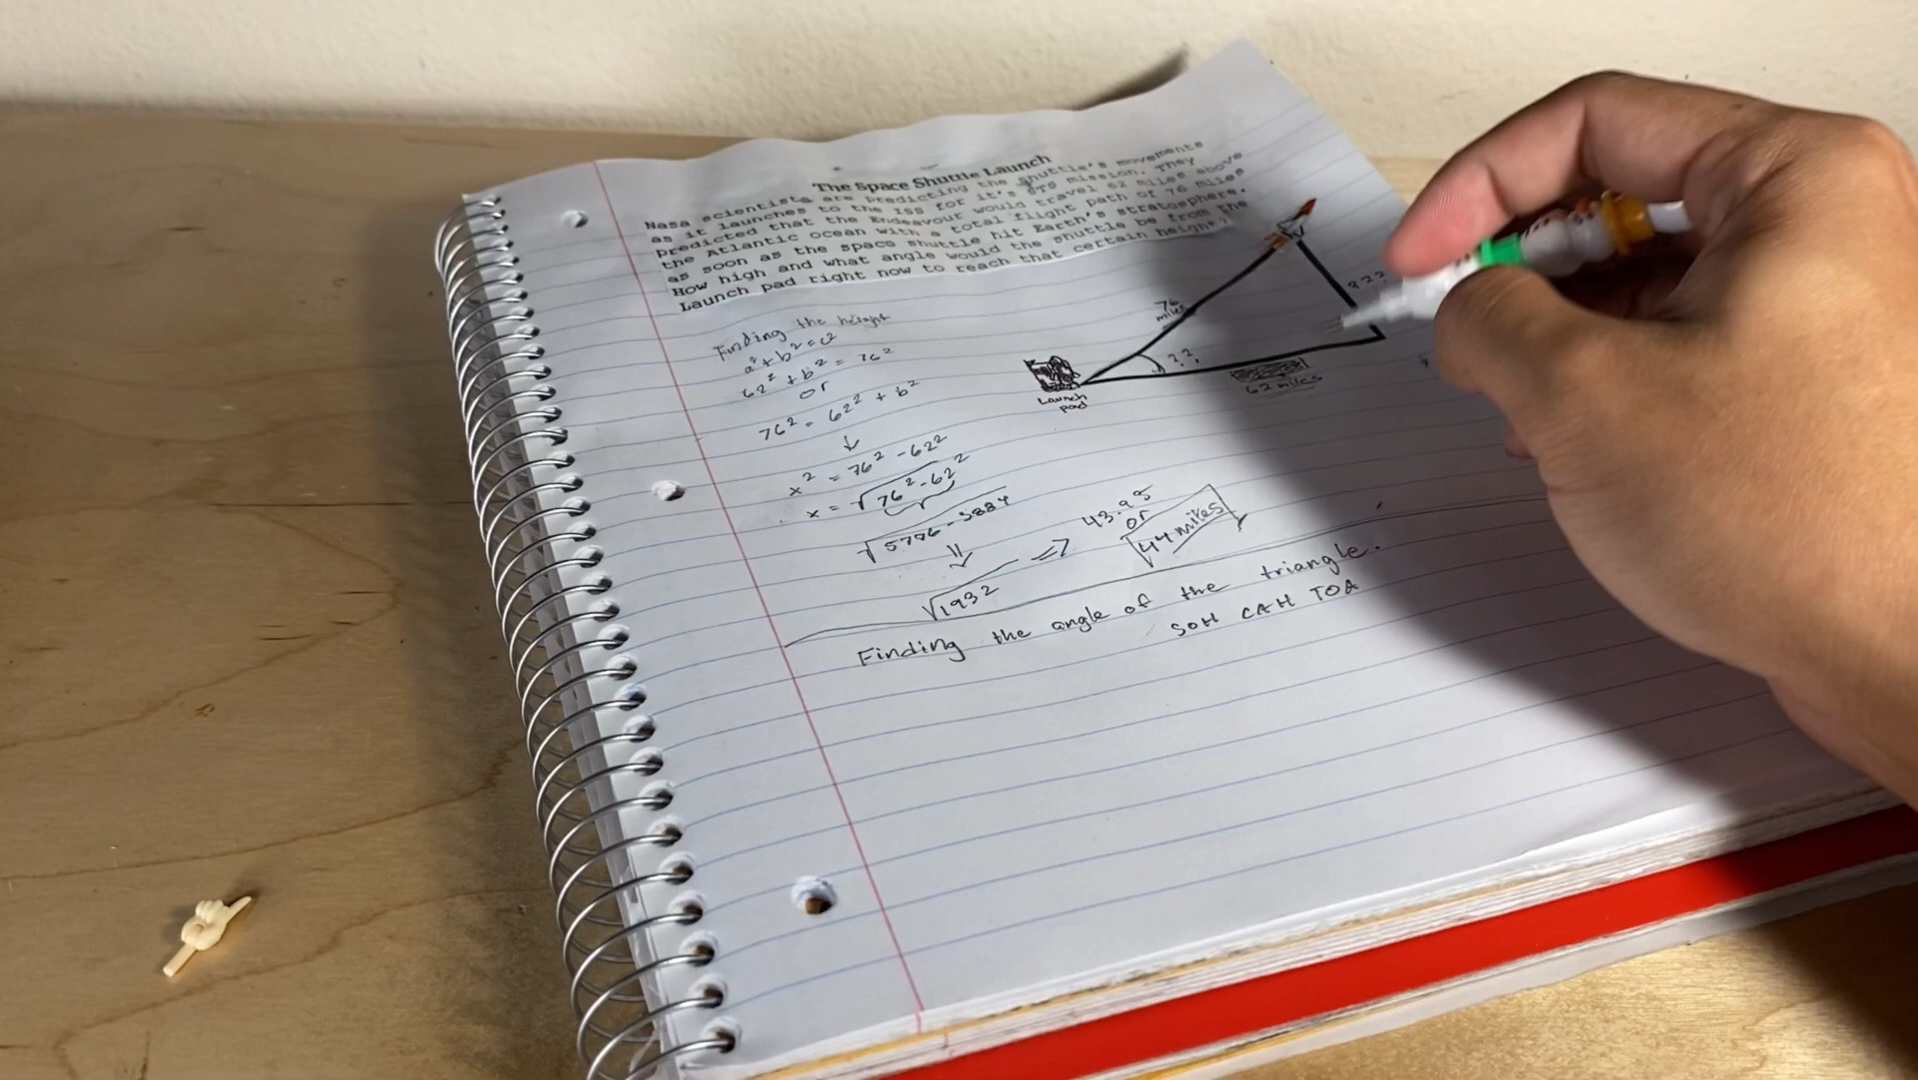 The Space Shuttle Launch
Nasa scientists are predicting the shuttle's movements
as it launches to the ISS for it's STS mission. They
predicted that the Endeavour would travel 62 miles above
the Atlantic ocean with a total flight path of 76 miles
as soon as the space shuttle hit Earth's stratosphere.
How high and what angle would the shuttle be from the
Launch pad right now to reach that certain height?
Finding the height
a² + b² = c²
62² + b² = 76²
or
76² = 62² + b²
↓
x² = 76² - 62²
x = √76² - 62²
√5776 - 3884
⇓
√1932 => 43.95
or
44 miles
76
miles
???
??
62 miles
Launch
pad
Finding the angle of the triangle.
SOH CAH TOA